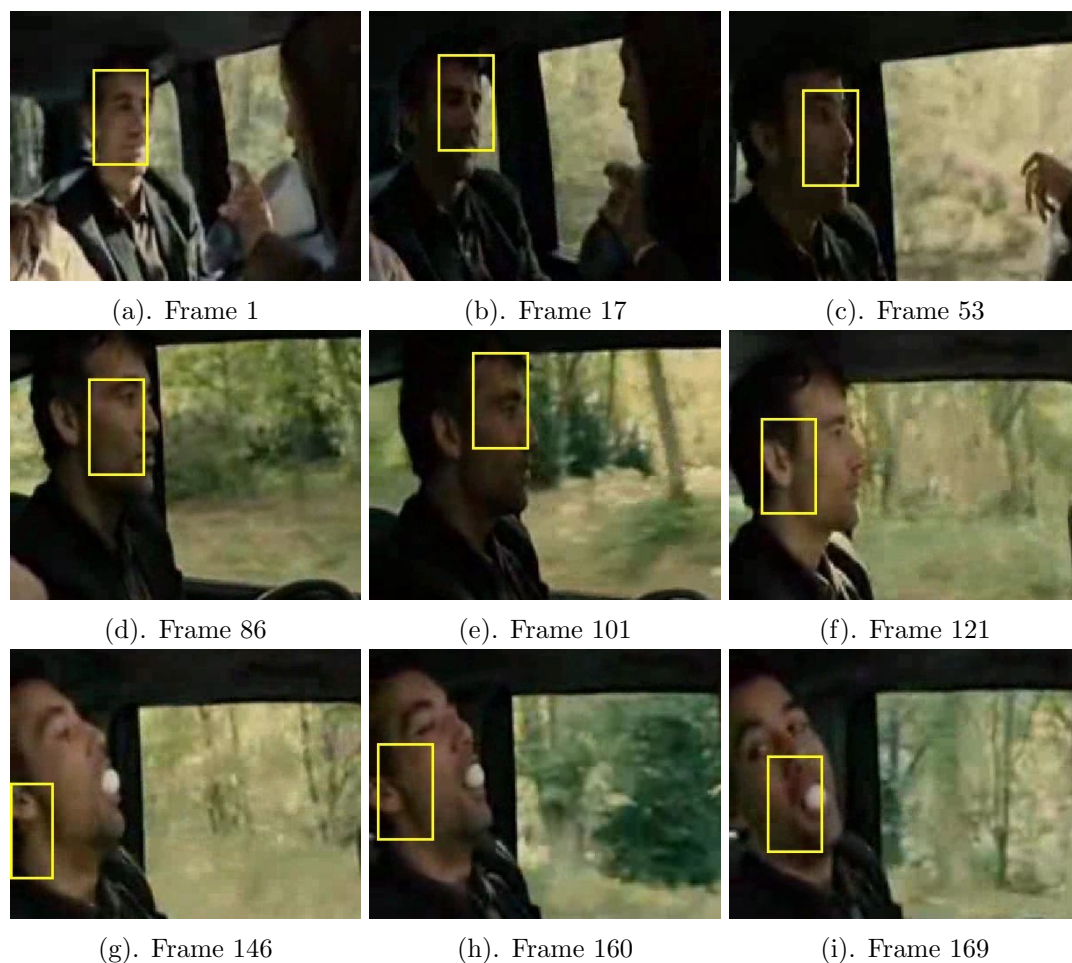 (a). Frame 1
(b). Frame 17
(c). Frame 53
(d). Frame 86
(e). Frame 101
(f). Frame 121
(g). Frame 146
(h). Frame 160
(i). Frame 169